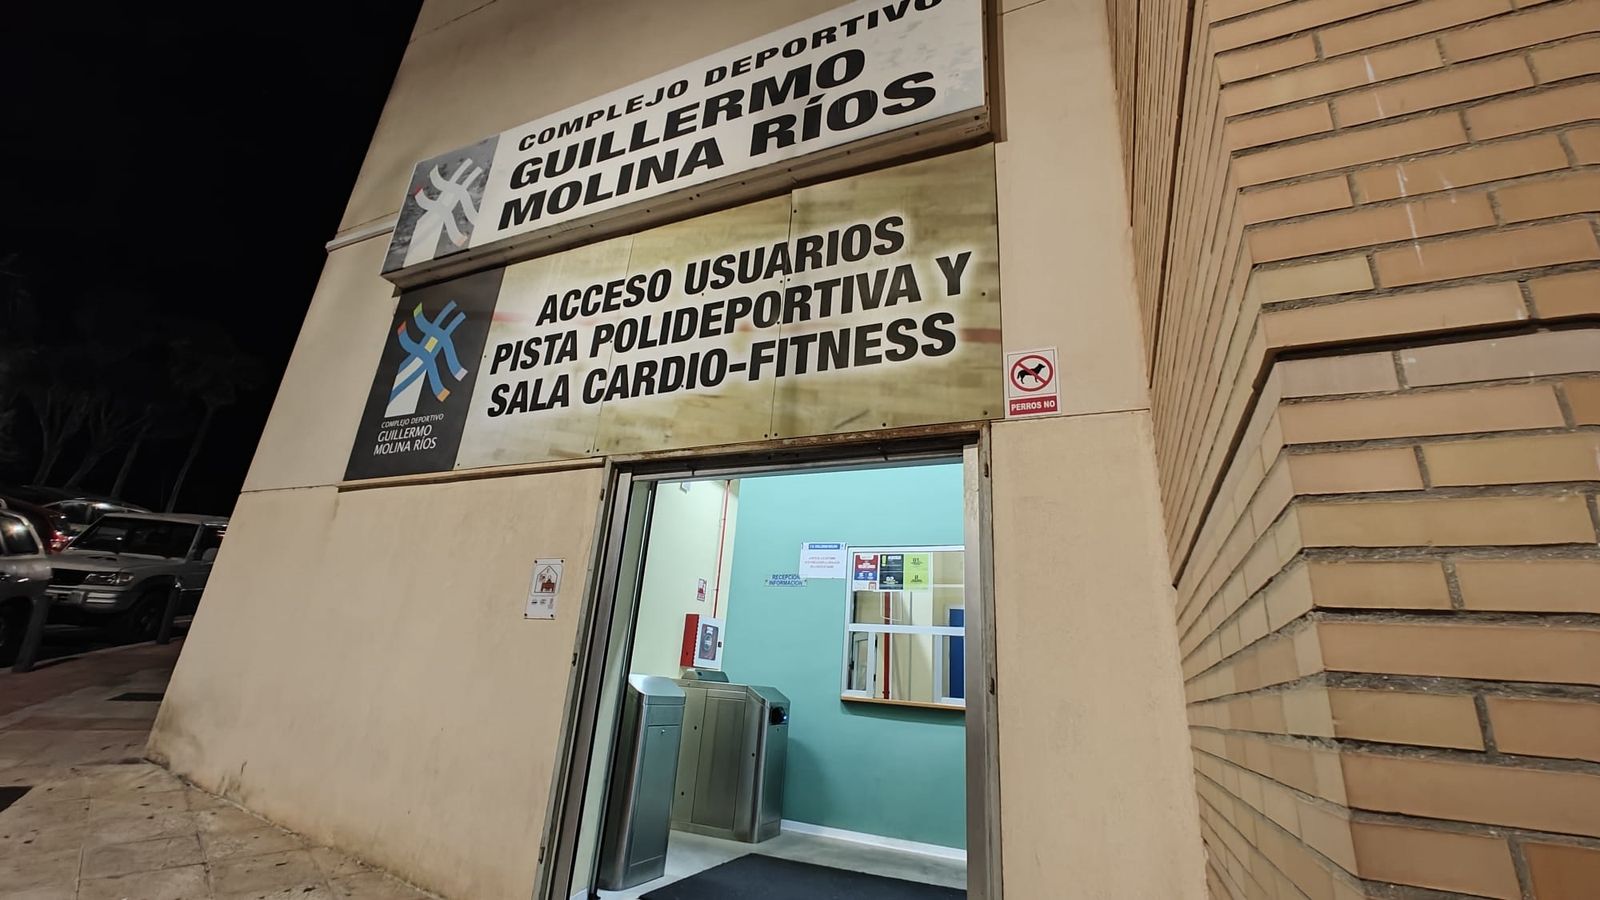 COMPLEJO DEPORTIVO
GUILLERMO
MOLINA RÍOS
ACCESO USUARIOS
PISTA POLIDEPORTIVA Y
SALA CARDIO-FITNESS
COMPLEJO DEPORTIVO
GUILLERMO
MOLINA RÍOS
PERROS NO
RECEPCIÓN
INFORMACIÓN